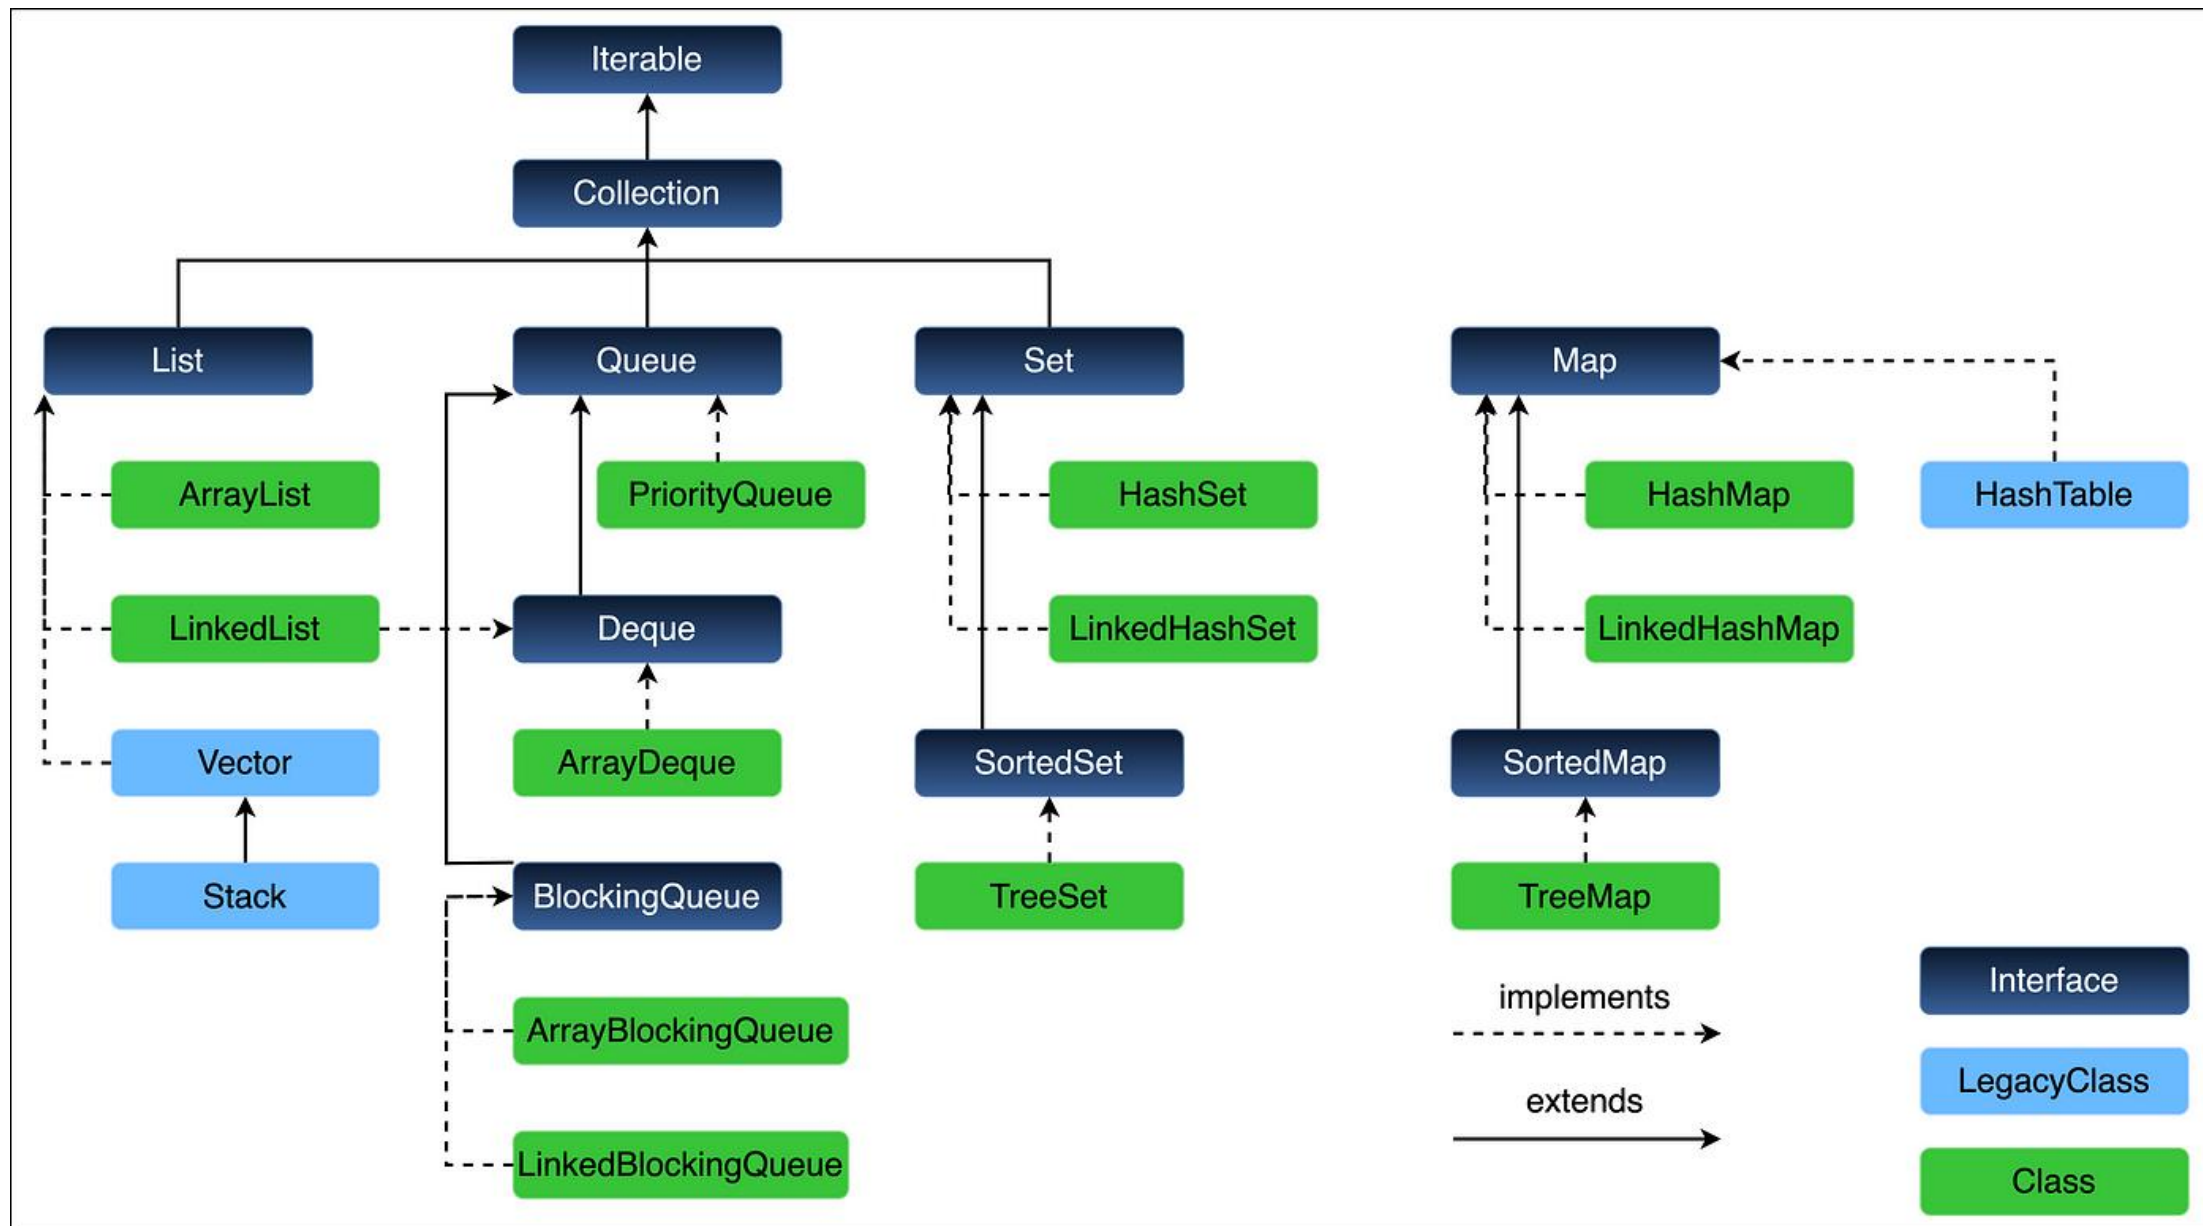 Iterable
Collection
List
Queue
Set
Map
ArrayList
PriorityQueue
HashSet
HashMap
HashTable
LinkedList
Deque
LinkedHashSet
LinkedHashMap
Vector
ArrayDeque
SortedSet
SortedMap
Stack
BlockingQueue
TreeSet
TreeMap
Interface
implements
ArrayBlockingQueue
LegacyClass
extends
LinkedBlockingQueue
Class